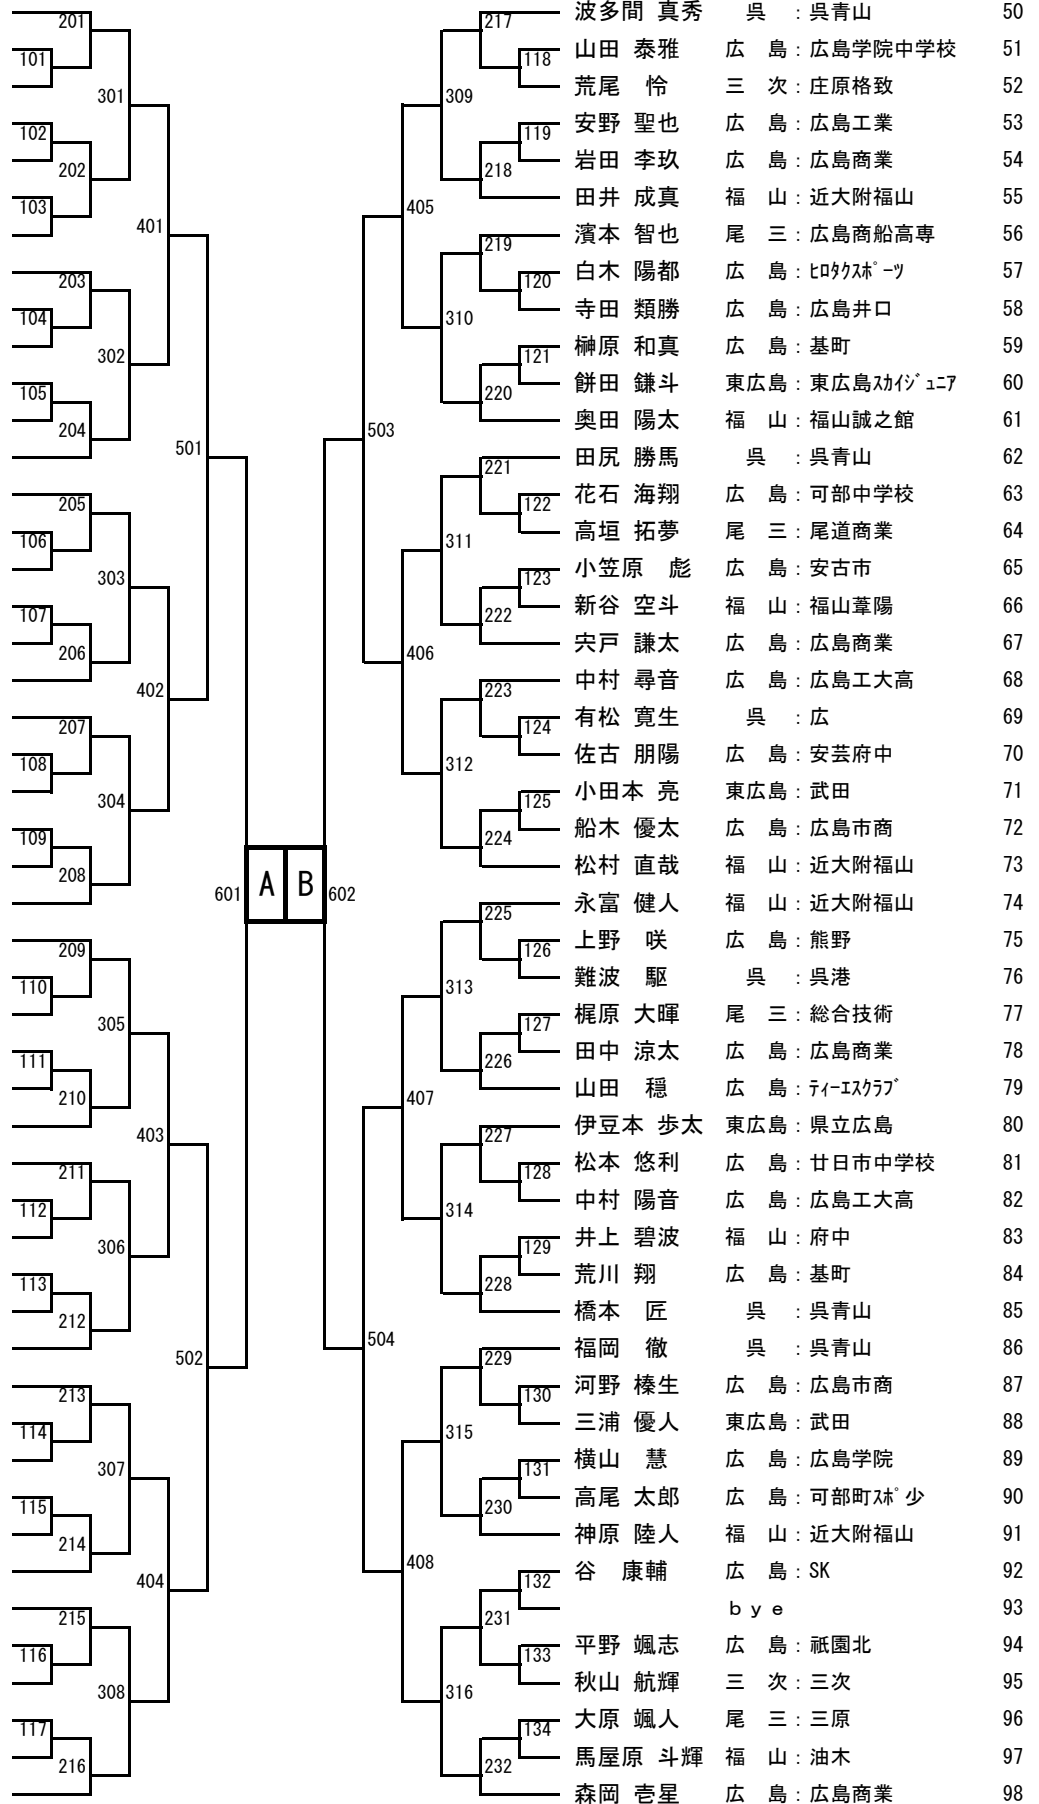 201
101
301
102
202
103
401
203
104
302
105
204
501
205
106
303
107
206
402
207
108
304
109
208
601 A B 602
209
110
305
111
210
403
211
112
306
113
212
502
213
114
307
115
214
404
215
116
308
117
216
217
118
309
119
218
405
219
120
310
121
220
503
221
122
311
123
222
406
223
124
312
125
224
225
126
313
127
226
407
227
128
314
129
228
504
229
130
315
131
230
408
132
231
133
316
134
232
波多間 真秀 呉 : 呉青山 50
山田 泰雅 広 島 : 広島学院中学校 51
荒尾 怜 三 次 : 庄原格致 52
安野 聖也 広 島 : 広島工業 53
岩田 李玖 広 島 : 広島商業 54
田井 成真 福 山 : 近大附福山 55
濱本 智也 尾 三 : 広島商船高専 56
白木 陽都 広 島 : ﾋﾛﾀｸｽﾎﾟｰﾂ 57
寺田 類勝 広 島 : 広島井口 58
榊原 和真 広 島 : 基町 59
餅田 鎌斗 東広島 : 東広島ｽｶｲｼﾞｭﾆｱ 60
奥田 陽太 福 山 : 福山誠之館 61
田尻 勝馬 呉 : 呉青山 62
花石 海翔 広 島 : 可部中学校 63
高垣 拓夢 尾 三 : 尾道商業 64
小笠原 彪 広 島 : 安古市 65
新谷 空斗 福 山 : 福山葦陽 66
宍戸 謙太 広 島 : 広島商業 67
中村 尋音 広 島 : 広島工大高 68
有松 寛生 呉 : 広 69
佐古 朋陽 広 島 : 安芸府中 70
小田本 亮 東広島 : 武田 71
船木 優太 広 島 : 広島市商 72
松村 直哉 福 山 : 近大附福山 73
永富 健人 福 山 : 近大附福山 74
上野 咲 広 島 : 熊野 75
難波 駆 呉 : 呉港 76
梶原 大暉 尾 三 : 総合技術 77
田中 涼太 広 島 : 広島商業 78
山田 穏 広 島 : ﾃｨｰｴｽｸﾗﾌﾞ 79
伊豆本 歩太 東広島 : 県立広島 80
松本 悠利 広 島 : 廿日市中学校 81
中村 陽音 広 島 : 広島工大高 82
井上 碧波 福 山 : 府中 83
荒川 翔 広 島 : 基町 84
橋本 匠 呉 : 呉青山 85
福岡 徹 呉 : 呉青山 86
河野 榛生 広 島 : 広島市商 87
三浦 優人 東広島 : 武田 88
横山 慧 広 島 : 広島学院 89
高尾 太郎 広 島 : 可部町ｽﾎﾟ少 90
神原 陸人 福 山 : 近大附福山 91
谷 康輔 広 島 : SK 92
ｂｙｅ 93
平野 颯志 広 島 : 祇園北 94
秋山 航輝 三 次 : 三次 95
大原 颯人 尾 三 : 三原 96
馬屋原 斗輝 福 山 : 油木 97
森岡 壱星 広 島 : 広島商業 98